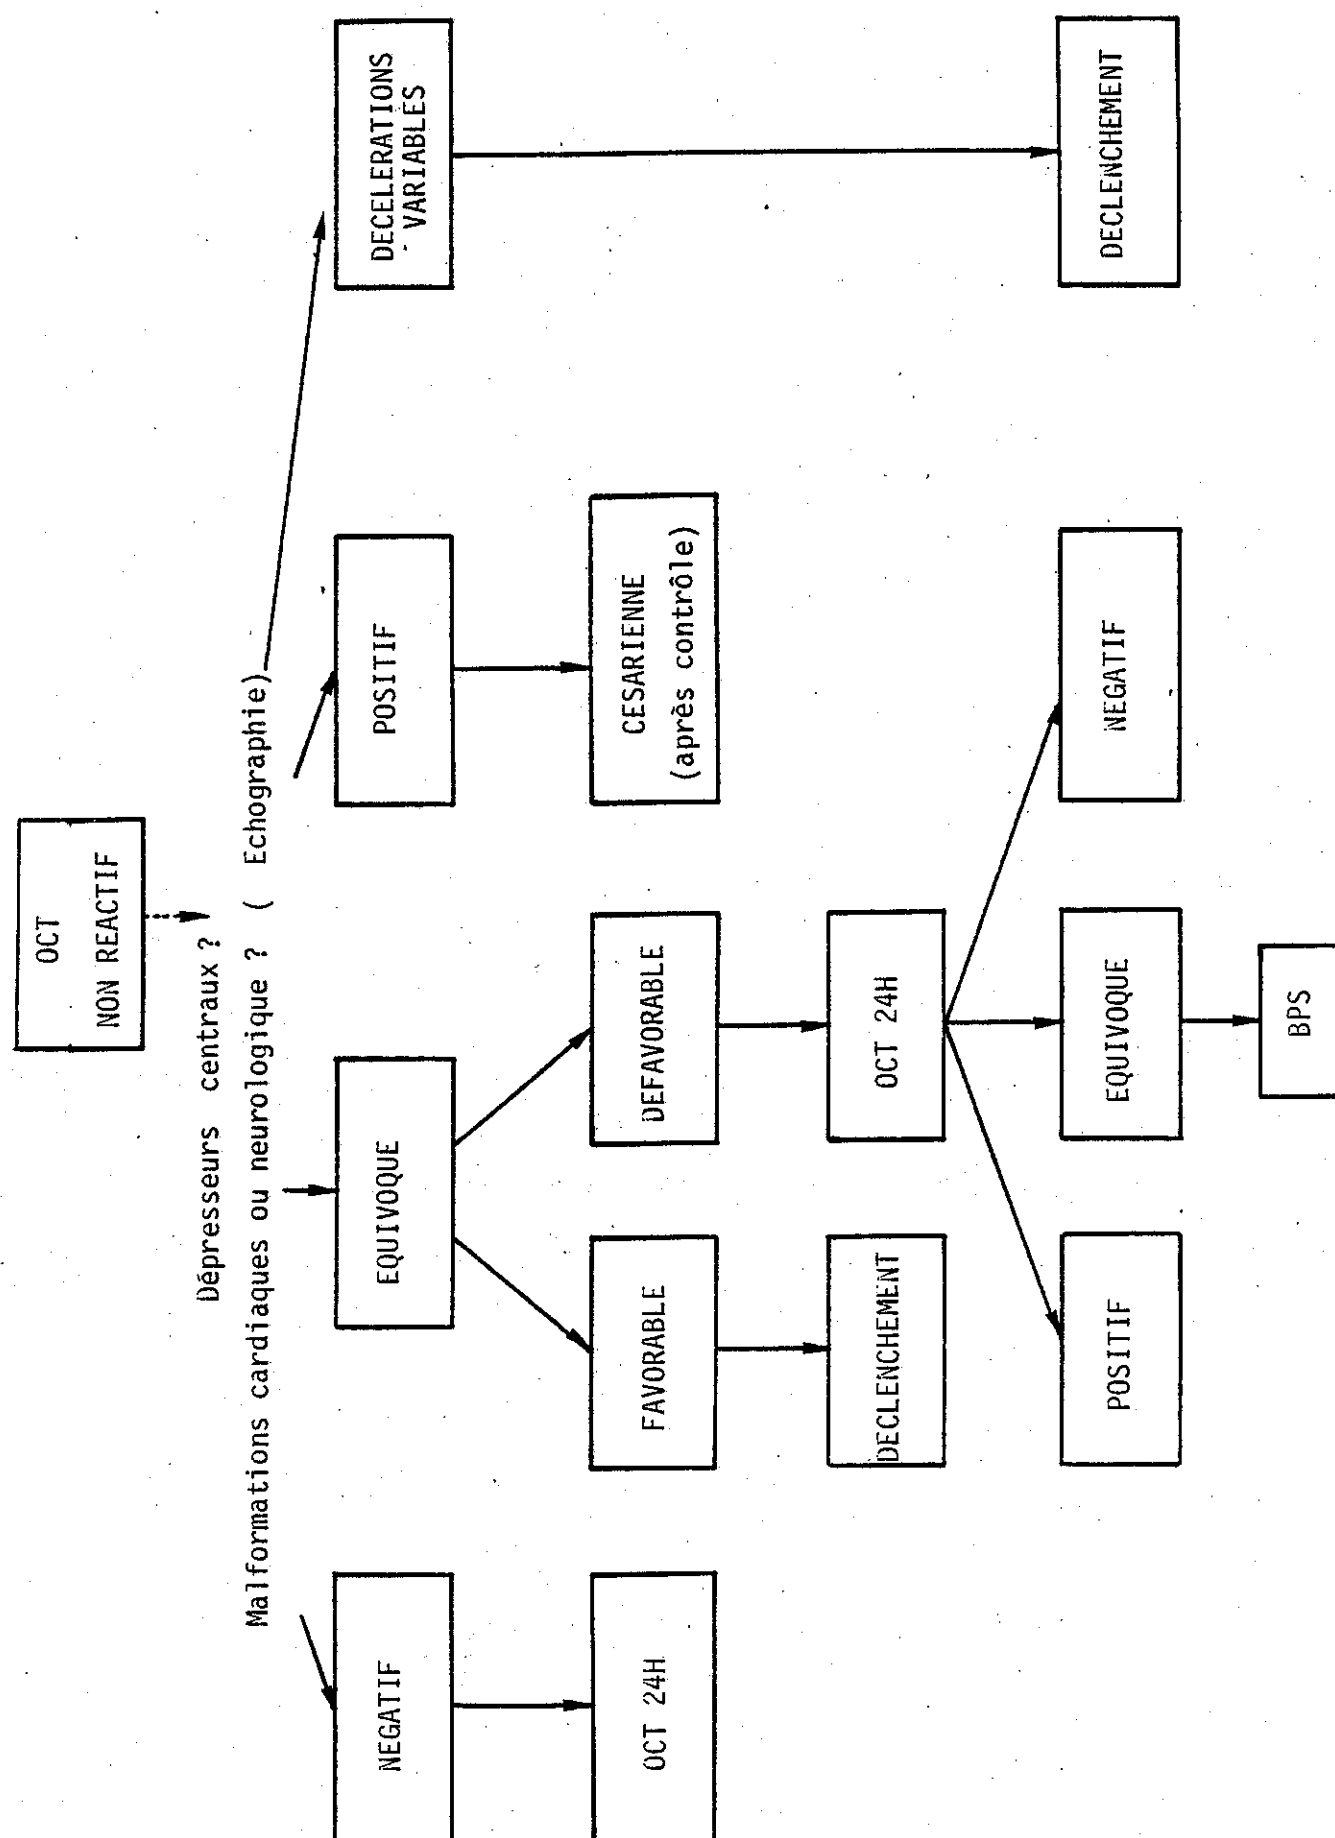 OCT
NON REACTIF
Dépresseurs centraux ?
Malformations cardiaques ou neurologique ? ( Echographie)
NEGATIF
EQUIVOQUE
POSITIF
DECELERATIONS
VARIABLES
OCT 24H
FAVORABLE
DEFAVORABLE
CESARIENNE
(après contrôle)
DECLENCHEMENT
OCT 24H
POSITIF
EQUIVOQUE
NEGATIF
DECLENCHEMENT
BPS